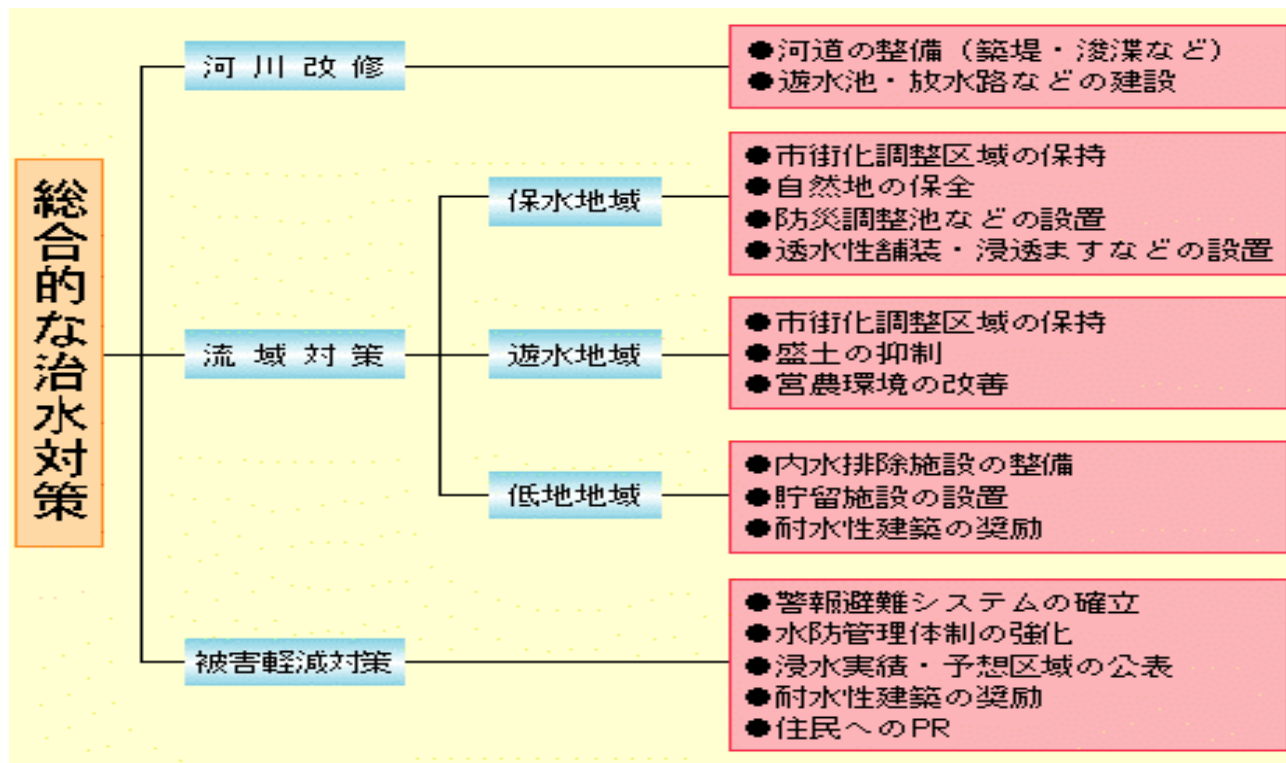 総合的な治水対策
河川改修
●河道の整備（築堤・浚渫など）
●遊水池・放水路などの建設
流域対策
保水地域
●市街化調整区域の保持
●自然地の保全
●防災調整池などの設置
●透水性舗装・浸透ますなどの設置
遊水地域
●市街化調整区域の保持
●盛土の抑制
●営農環境の改善
低地地域
●内水排除施設の整備
●貯留施設の設置
●耐水性建築の奨励
被害軽減対策
●警報避難システムの確立
●水防管理体制の強化
●浸水実績・予想区域の公表
●耐水性建築の奨励
●住民へのPR